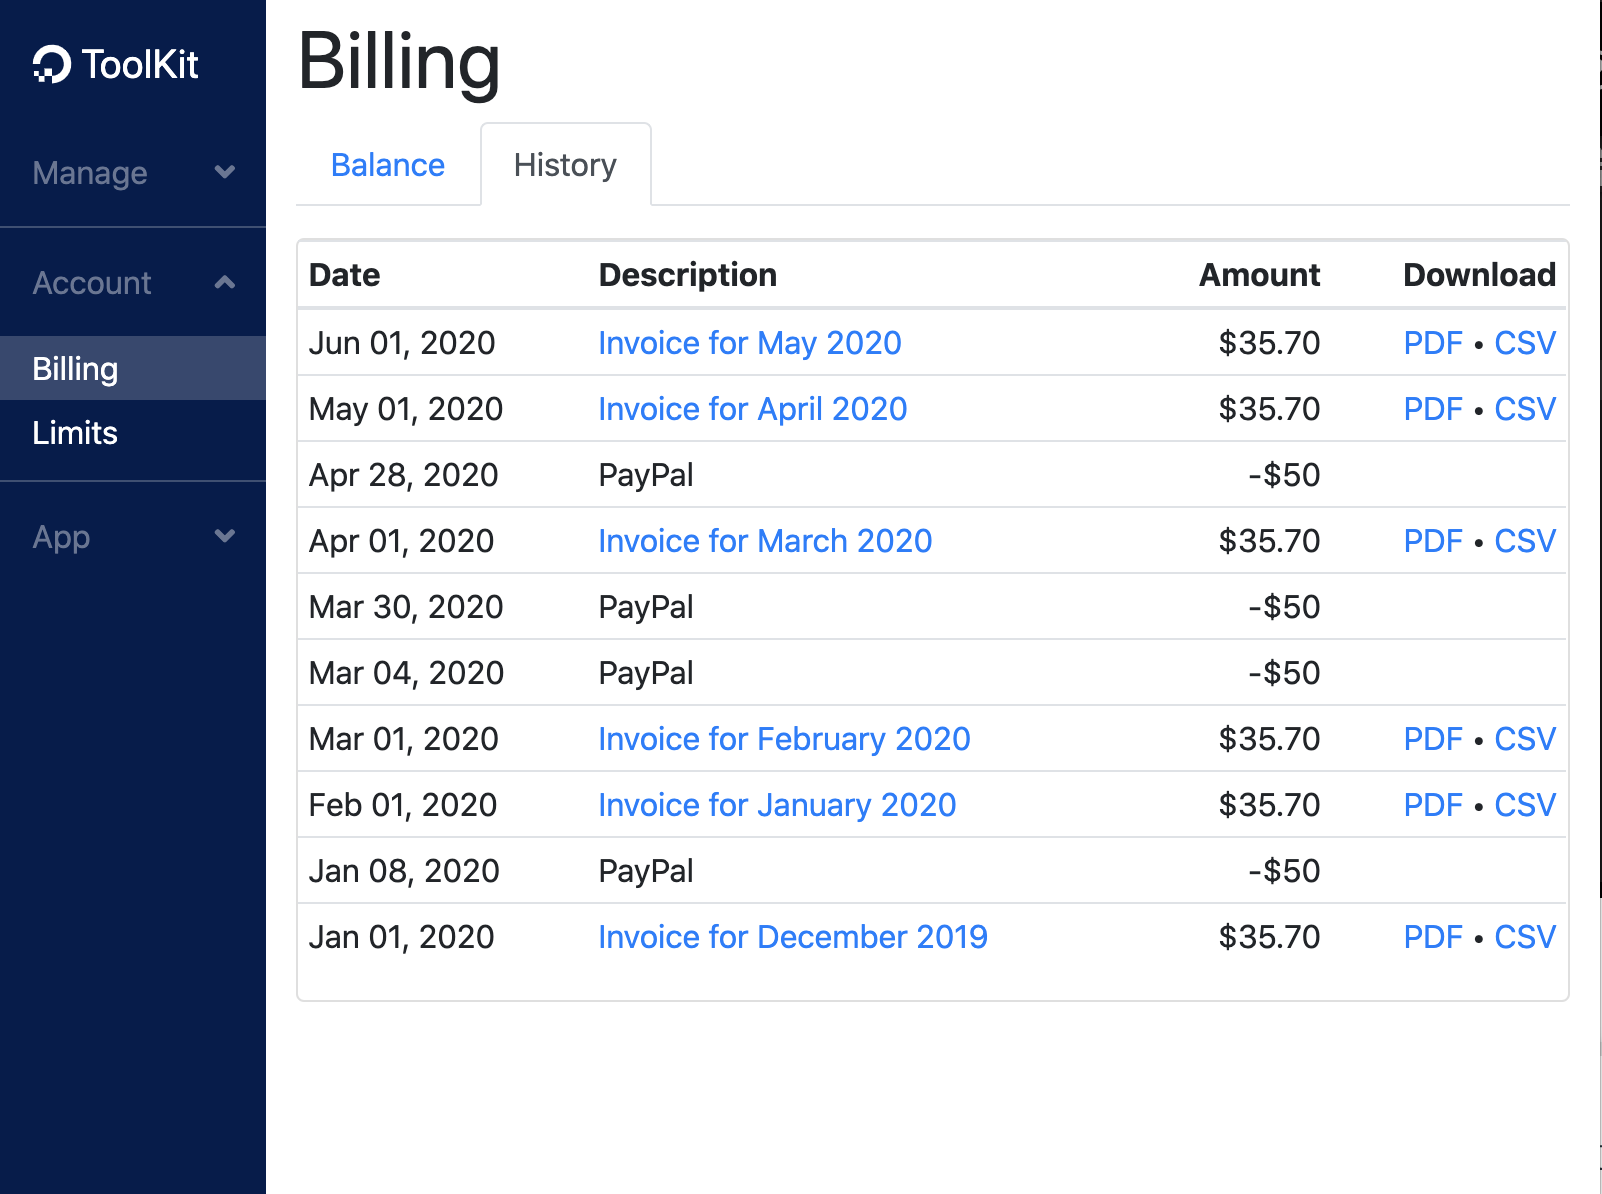 ToolKit
Manage
Account
Billing
Limits
App
Billing
Balance History
Date Description Amount Download
Jun 01, 2020 Invoice for May 2020 $35.70 PDF • CSV
May 01, 2020 Invoice for April 2020 $35.70 PDF • CSV
Apr 28, 2020 PayPal -$50
Apr 01, 2020 Invoice for March 2020 $35.70 PDF • CSV
Mar 30, 2020 PayPal -$50
Mar 04, 2020 PayPal -$50
Mar 01, 2020 Invoice for February 2020 $35.70 PDF • CSV
Feb 01, 2020 Invoice for January 2020 $35.70 PDF • CSV
Jan 08, 2020 PayPal -$50
Jan 01, 2020 Invoice for December 2019 $35.70 PDF • CSV